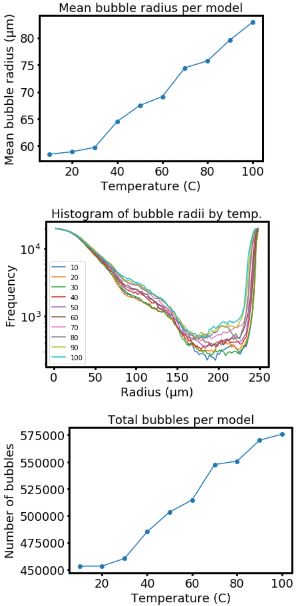 Mean bubble radius per model
Mean bubble radius (µm)
80
75
70
65
60
20 40 60 80 100
Temperature (C)
Histogram of bubble radii by temp.
Frequency
10⁴
10³
10
20
30
40
50
60
70
80
90
100
0 50 100 150 200 250
Radius (µm)
Total bubbles per model
Number of bubbles
575000
550000
525000
500000
475000
450000
20 40 60 80 100
Temperature (C)